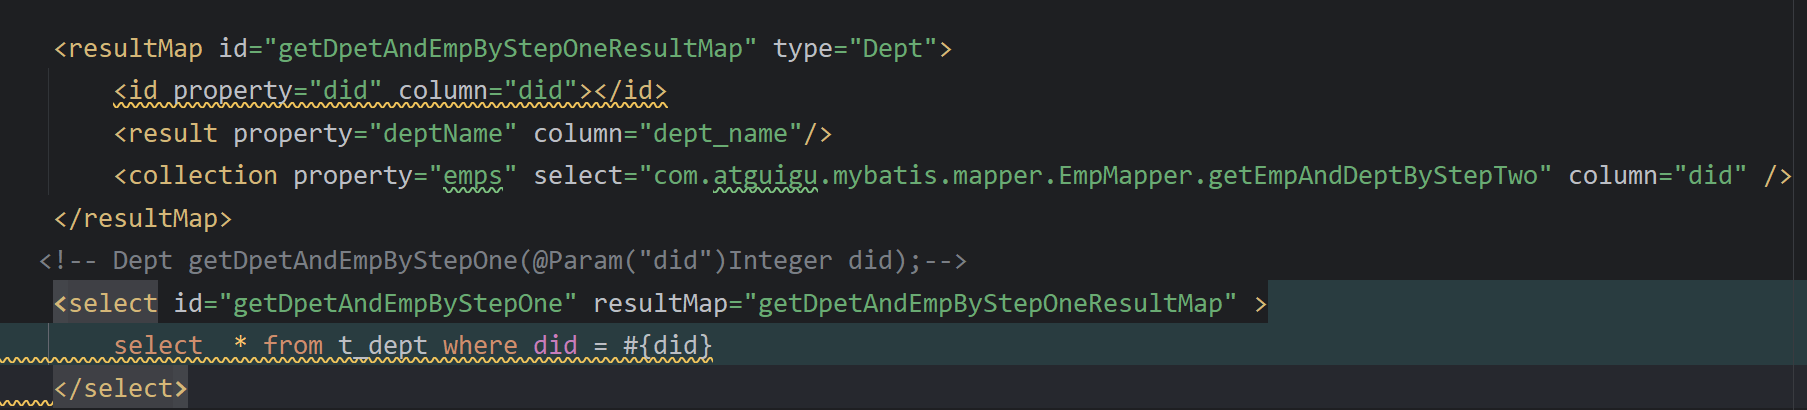 <resultMap id="getDpetAndEmpByStepOneResultMap" type="Dept">
<id property="did" column="did"></id>
<result property="deptName" column="dept_name"/>
<collection property="emps" select="com.atguigu.mybatis.mapper.EmpMapper.getEmpAndDeptByStepTwo" column="did" />
</resultMap>
<!-- Dept getDpetAndEmpByStepOne(@Param("did")Integer did);-->
<select id="getDpetAndEmpByStepOne" resultMap="getDpetAndEmpByStepOneResultMap" >
select  * from t_dept where did = #{did}
</select>